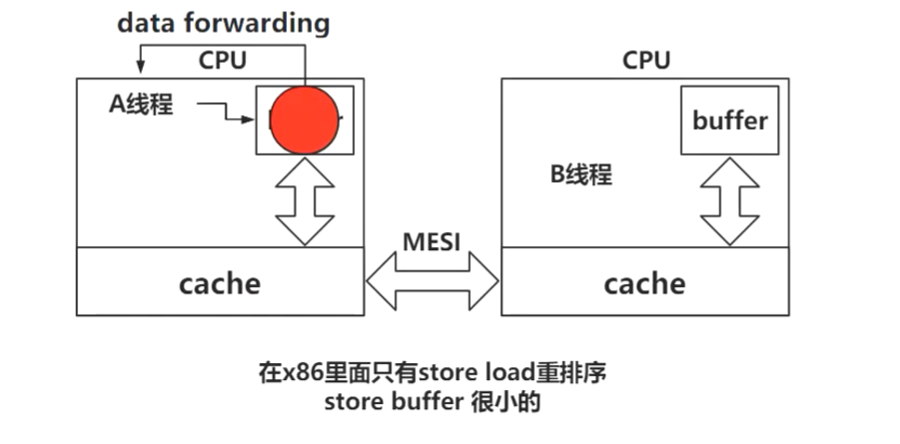 data forwarding
CPU
CPU
A线程
buffer
B线程
MESI
cache
cache
在x86里面只有store load重排序
store buffer 很小的